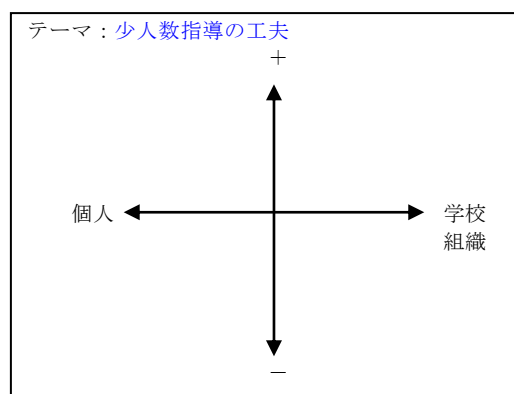 テーマ：少人数指導の工夫
＋
個人
学校
組織
－